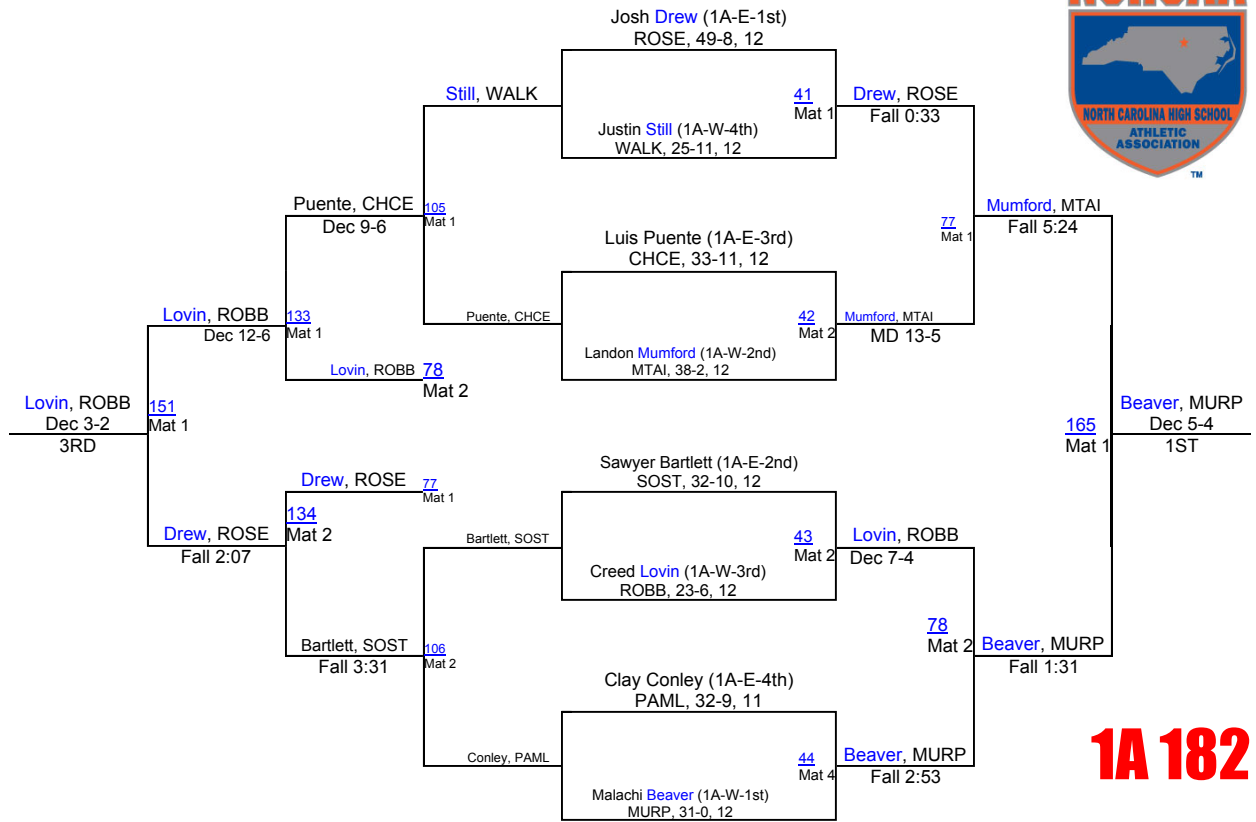 NCHSAA
NORTH CAROLINA HIGH SCHOOL
ATHLETIC
ASSOCIATION
TM
Josh Drew (1A-E-1st)
ROSE, 49-8, 12
Still, WALK
41
Mat 1
Drew, ROSE
Fall 0:33
Justin Still (1A-W-4th)
WALK, 25-11, 12
Puente, CHCE
Dec 9-6
105
Mat 1
77
Mat 1
Mumford, MTAI
Fall 5:24
Luis Puente (1A-E-3rd)
CHCE, 33-11, 12
Lovin, ROBB
Dec 12-6
133
Mat 1
Puente, CHCE
42
Mat 2
Mumford, MTAI
MD 13-5
Landon Mumford (1A-W-2nd)
MTAI, 38-2, 12
Lovin, ROBB
78
Mat 2
Lovin, ROBB
Dec 3-2
3RD
151
Mat 1
165
Mat 1
Beaver, MURP
Dec 5-4
1ST
Sawyer Bartlett (1A-E-2nd)
SOST, 32-10, 12
Drew, ROSE
77
Mat 1
Drew, ROSE
Fall 2:07
134
Mat 2
Bartlett, SOST
43
Mat 2
Lovin, ROBB
Dec 7-4
Creed Lovin (1A-W-3rd)
ROBB, 23-6, 12
Bartlett, SOST
Fall 3:31
106
Mat 2
78
Mat 2
Beaver, MURP
Fall 1:31
Clay Conley (1A-E-4th)
PAML, 32-9, 11
Conley, PAML
44
Mat 4
Beaver, MURP
Fall 2:53
Malachi Beaver (1A-W-1st)
MURP, 31-0, 12
1A 182